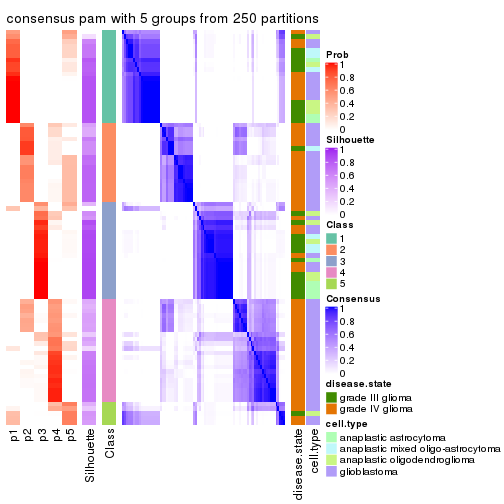 consensus pam with 5 groups from 250 partitions
Prob
1
0.8
0.6
0.4
0.2
0
Silhouette
1
0.8
0.6
0.4
0.2
0
Class
1
2
3
4
5
Consensus
1
0.8
0.6
0.4
0.2
0
disease.state
grade III glioma
grade IV glioma
cell.type
anaplastic astrocytoma
anaplastic mixed oligo-astrocytoma
anaplastic oligodendroglioma
glioblastoma
p1
p2
p3
p4
p5
Silhouette
Class
disease.state
cell.type